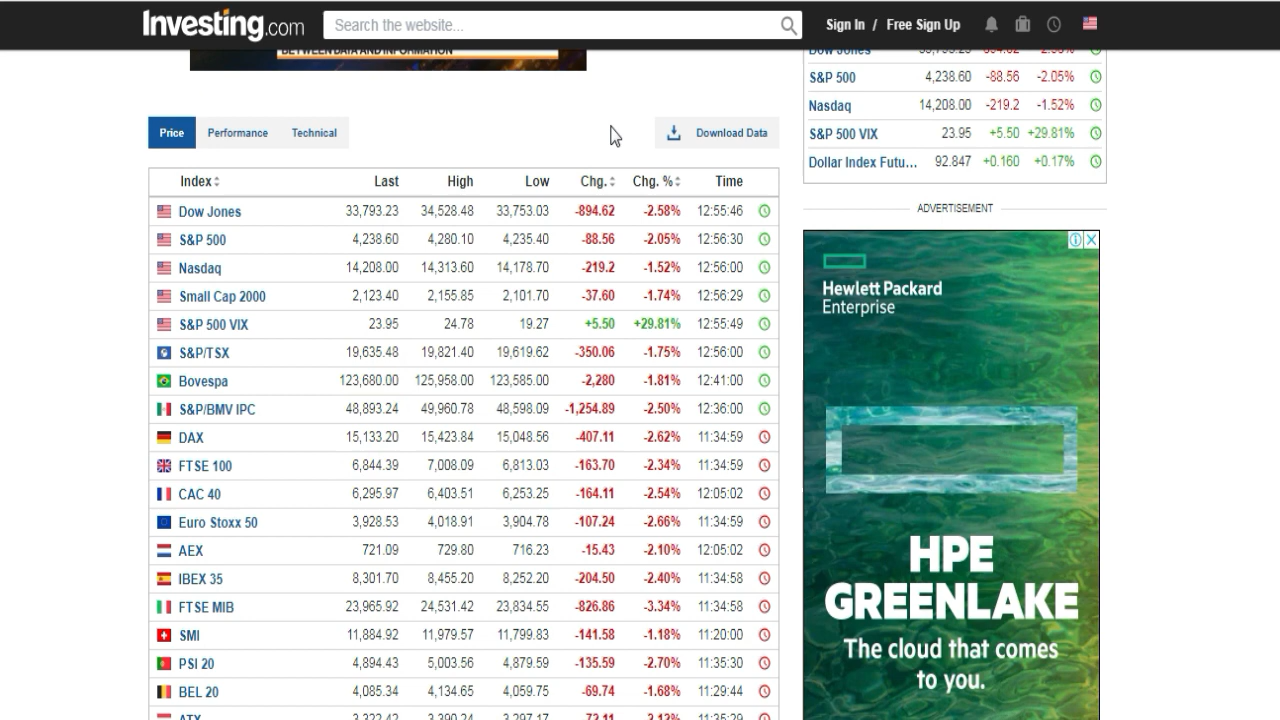 Investing.com Search the website... Sign In / Free Sign Up
BETWEEN DATA AND INFORMATION
Price Performance Technical Download Data
Index Last High Low Chg. Chg. % Time
Dow Jones 33,793.23 34,528.48 33,753.03 -894.62 -2.58% 12:55:46
S&P 500 4,238.60 4,280.10 4,235.40 -88.56 -2.05% 12:56:30
Nasdaq 14,208.00 14,313.60 14,178.70 -219.2 -1.52% 12:56:00
Small Cap 2000 2,123.40 2,155.85 2,101.70 -37.60 -1.74% 12:56:29
S&P 500 VIX 23.95 24.78 19.27 +5.50 +29.81% 12:55:49
S&P/TSX 19,635.48 19,821.40 19,619.62 -350.06 -1.75% 12:56:00
Bovespa 123,680.00 125,958.00 123,585.00 -2,280 -1.81% 12:41:00
S&P/BMV IPC 48,893.24 49,960.78 48,598.09 -1,254.89 -2.50% 12:36:00
DAX 15,133.20 15,423.84 15,048.56 -407.11 -2.62% 11:34:59
FTSE 100 6,844.39 7,008.09 6,813.03 -163.70 -2.34% 11:34:59
CAC 40 6,295.97 6,403.51 6,253.25 -164.11 -2.54% 12:05:02
Euro Stoxx 50 3,928.53 4,018.91 3,904.78 -107.24 -2.66% 11:34:59
AEX 721.09 729.80 716.23 -15.43 -2.10% 12:05:02
IBEX 35 8,301.70 8,455.20 8,252.20 -204.50 -2.40% 11:34:58
FTSE MIB 23,965.92 24,531.42 23,834.55 -826.86 -3.34% 11:34:58
SMI 11,884.92 11,979.57 11,799.83 -141.58 -1.18% 11:20:00
PSI 20 4,894.43 5,003.56 4,879.59 -135.59 -2.70% 11:35:30
BEL 20 4,085.34 4,134.65 4,059.75 -69.74 -1.68% 11:29:44
ATX
Dow Jones
S&P 500 4,238.60 -88.56 -2.05%
Nasdaq 14,208.00 -219.2 -1.52%
S&P 500 VIX 23.95 +5.50 +29.81%
Dollar Index Futu... 92.847 +0.160 +0.17%
ADVERTISEMENT
Hewlett Packard
Enterprise
HPE
GREENLAKE
The cloud that comes
to you.